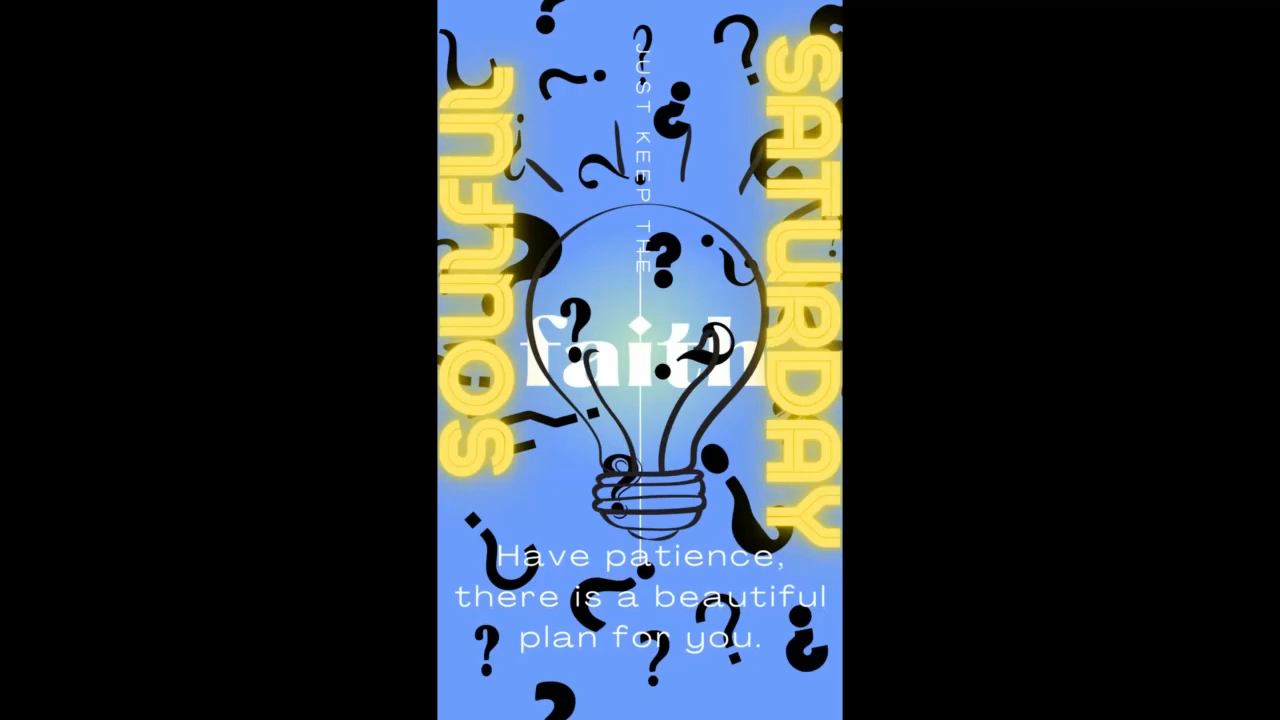 SOULFUL
SATURDAY
JUST KEEP THE
faith
Have patience,
there is a beautiful
plan for you.